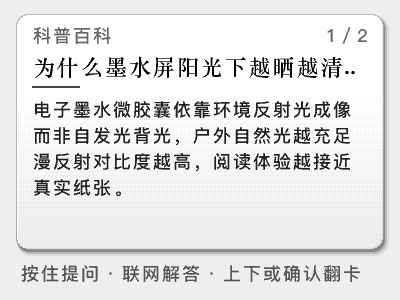 科普百科 1 / 2
为什么墨水屏阳光下越晒越清..
电子墨水微胶囊依靠环境反射光成像
而非自发光背光，户外自然光越充足
漫反射对比度越高，阅读体验越接近
真实纸张。
按住提问 · 联网解答 · 上下或确认翻卡